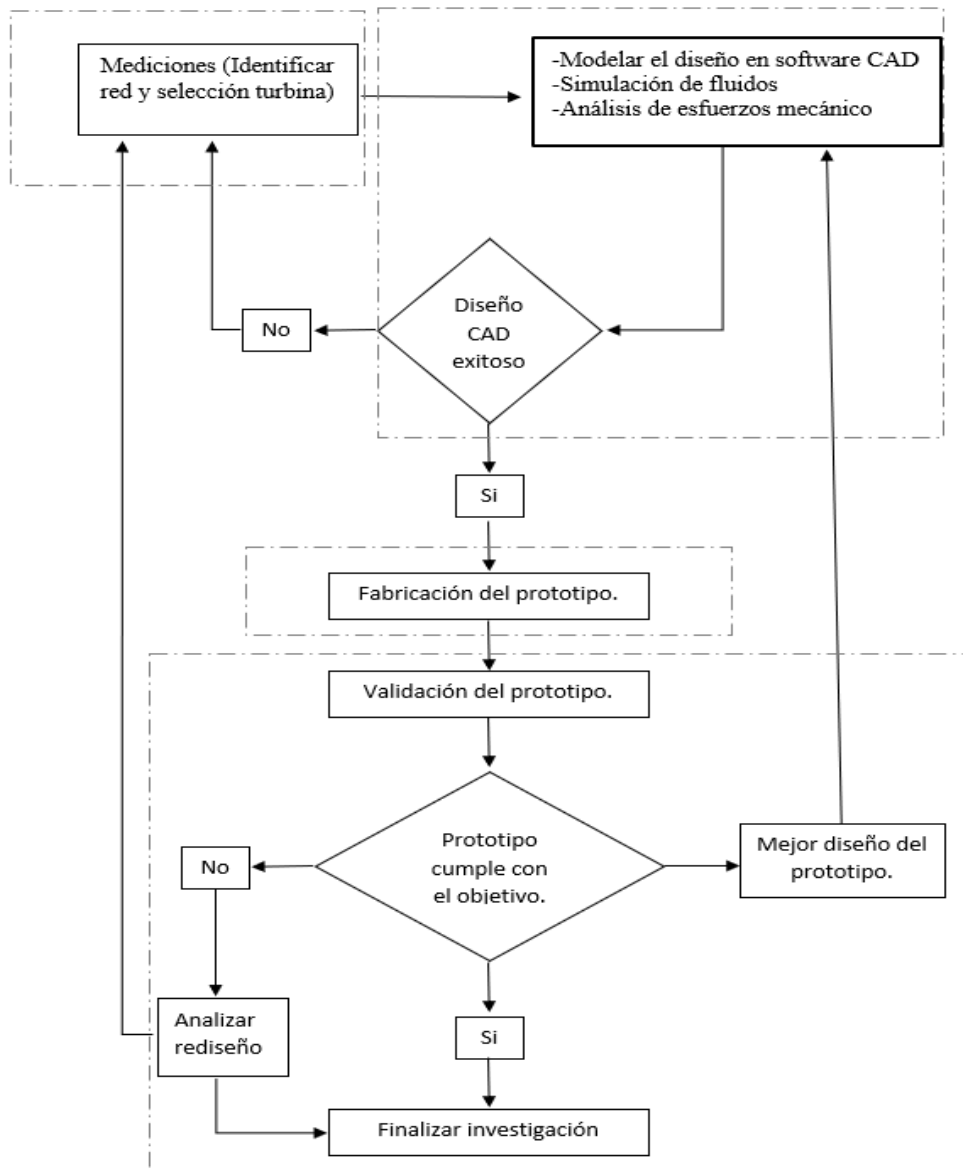 Mediciones (Identificar
red y selección turbina)
-Modelar el diseño en software CAD
-Simulación de fluidos
-Análisis de esfuerzos mecánico
Diseño
CAD
exitoso
No
Si
Fabricación del prototipo.
Validación del prototipo.
Prototipo
cumple con
el objetivo.
No
Mejor diseño del
prototipo.
Analizar
rediseño
Si
Finalizar investigación